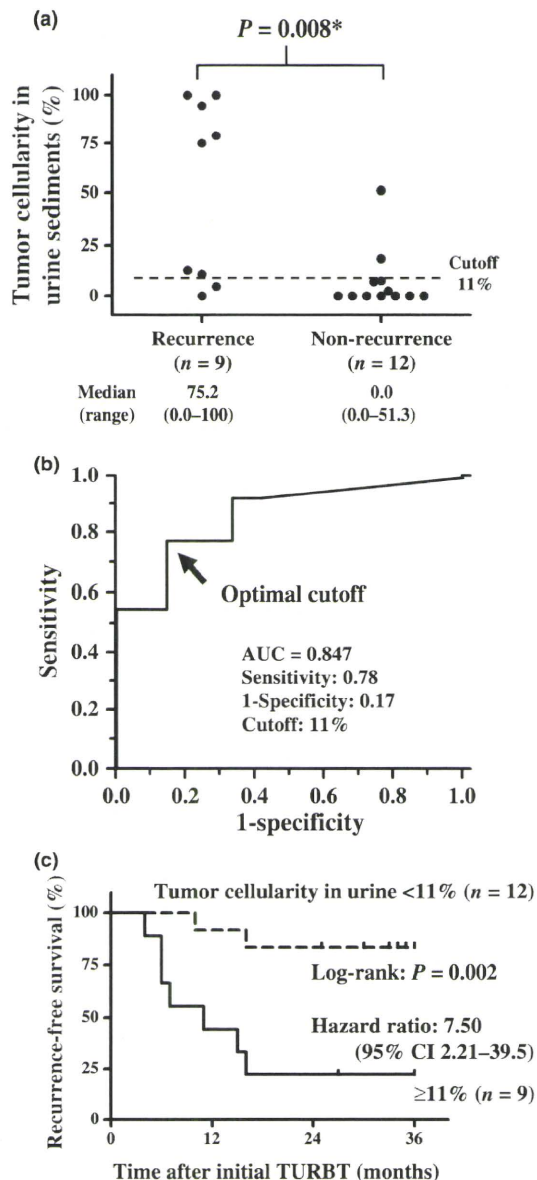 (a)
P = 0.008*
Tumor cellularity in
urine sediments (%)
100
75
50
25
0
Cutoff
11%
Recurrence
(n = 9)
Non-recurrence
(n = 12)
Median
(range)
75.2
(0.0–100)
0.0
(0.0–51.3)
(b)
Sensitivity
1.0
0.8
0.6
0.4
0.2
0.0
Optimal cutoff
AUC = 0.847
Sensitivity: 0.78
1-Specificity: 0.17
Cutoff: 11%
0.0 0.2 0.4 0.6 0.8 1.0
1-specificity
(c)
Recurrence-free survival (%)
100
75
50
25
0
Tumor cellularity in urine <11% (n = 12)
Log-rank: P = 0.002
Hazard ratio: 7.50
(95% CI 2.21–39.5)
≥11% (n = 9)
0 12 24 36
Time after initial TURBT (months)